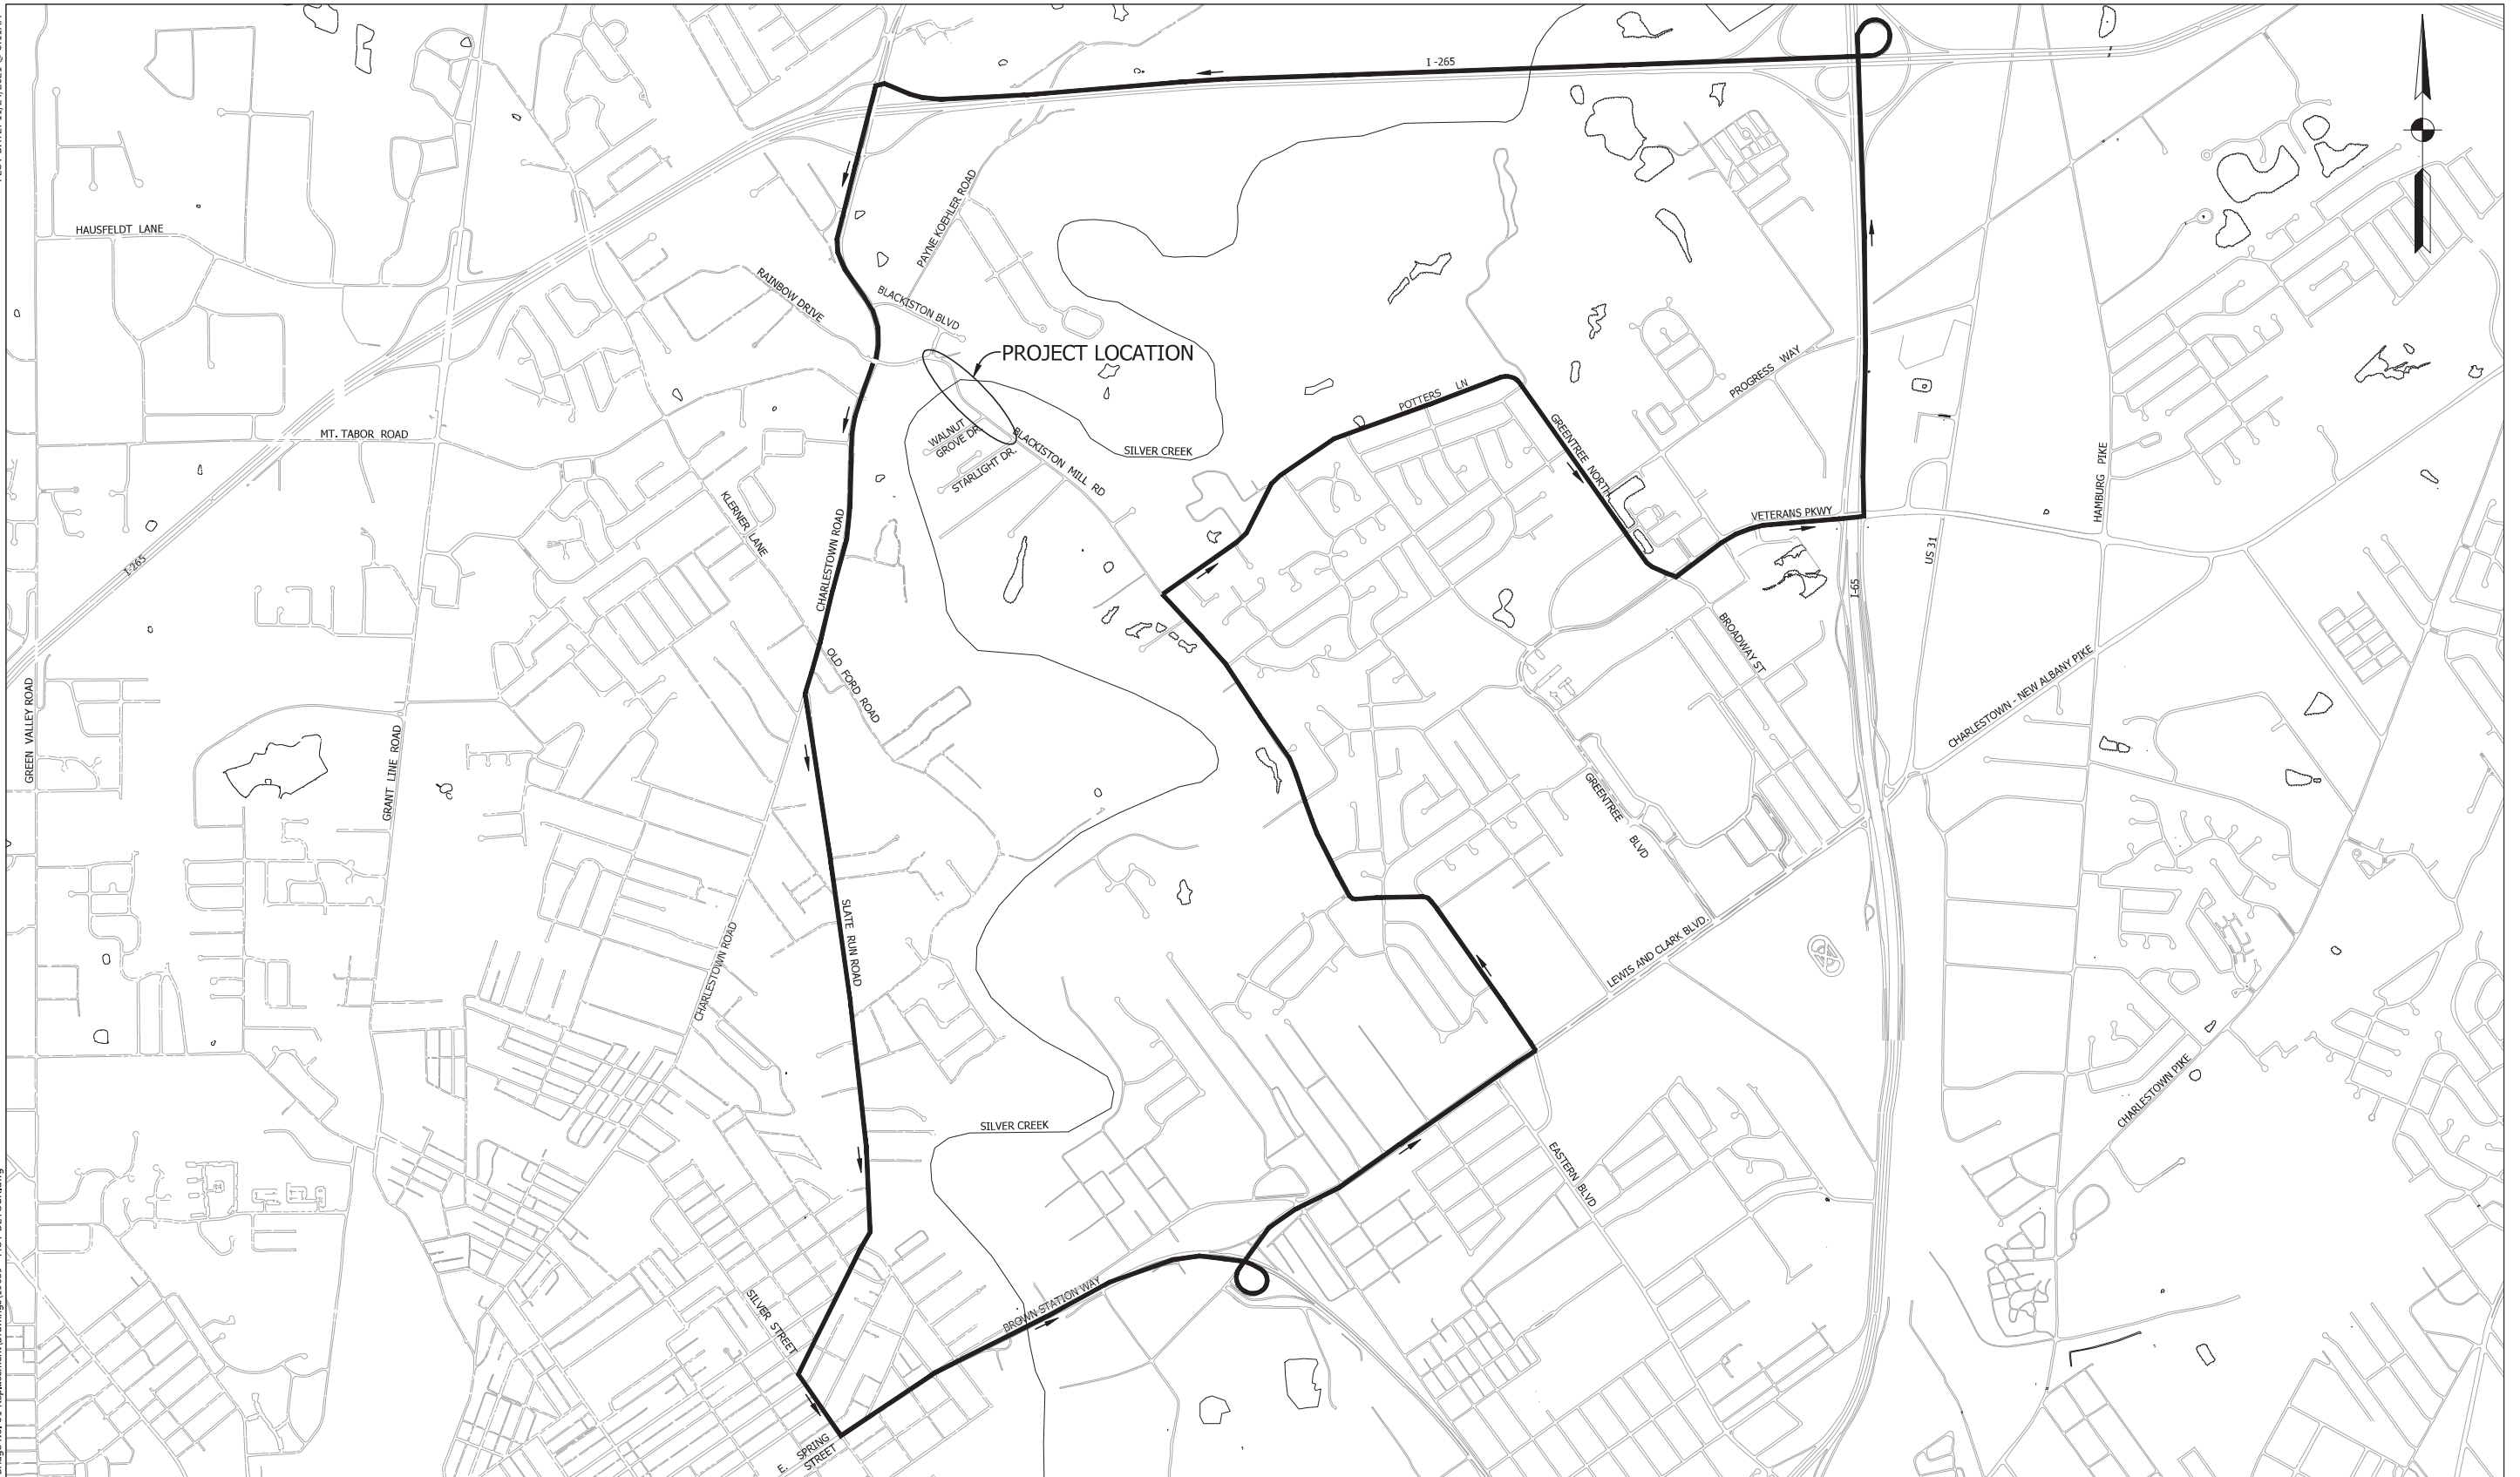 I-265
HAUSFELDT LANE
PAYNE KOEHLER ROAD
RAINBOW DRIVE
BLACKISTON BLVD
PROJECT LOCATION
PROGRESS WAY
POTTERS LN
MT. TABOR ROAD
WALNUT
GROVE DR.
STARLIGHT DR.
BLACKISTON MILL RD
SILVER CREEK
GREENTREE NORTH
HAMBURG PIKE
KLERNER LANE
CHARLESTOWN ROAD
VETERANS PKWY
US 31
I-265
I-65
BROADWAY ST
OLD FORD ROAD
CHARLESTOWN - NEW ALBANY PIKE
GREEN VALLEY ROAD
GRANT LINE ROAD
GREENTREE BLVD
SLATE RUN ROAD
CHARLESTOWN ROAD
LEWIS AND CLARK BLVD.
CHARLESTOWN PIKE
SILVER CREEK
EASTERN BLVD
SILVER STREET
BROWN STATION WAY
E. SPRING
STREET